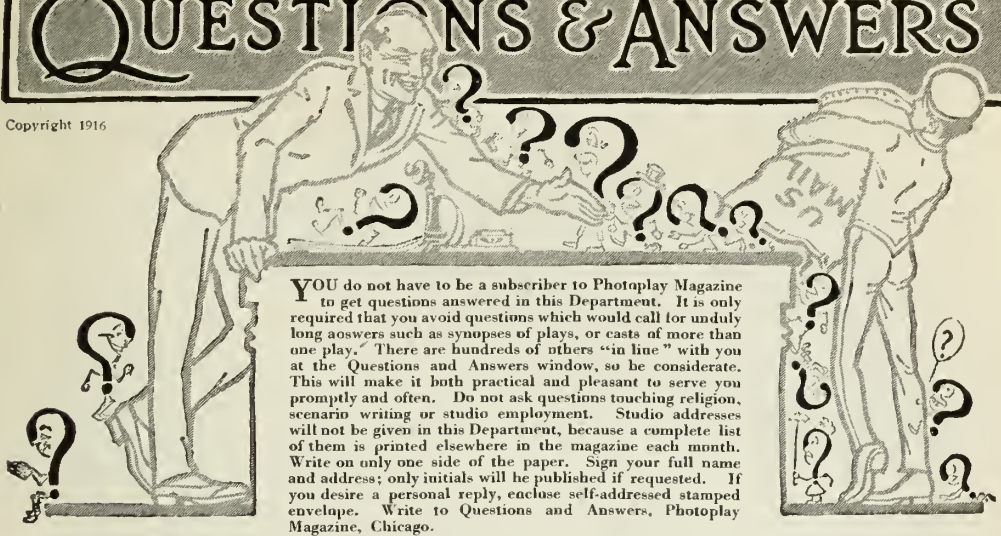 QUESTIONS & ANSWERS
Copyright 1916
US
MAIL
YOU do not have to be a subscriber to Photoplay Magazine
to get questions answered in this Department. It is only
required that you avoid questions which would call for unduly
long answers such as synopses of plays, or casts of more than
one play. There are hundreds of others "in line" with you
at the Questions and Answers window, so be considerate.
This will make it both practical and pleasant to serve you
promptly and often. Do not ask questions touching religion,
scenario writing or studio employment. Studio addresses
will not be given in this Department, because a complete list
of them is printed elsewhere in the magazine each month.
Write on only one side of the paper. Sign your full name
and address; only initials will be published if requested. If
you desire a personal reply, enclose self-addressed stamped
envelope. Write to Questions and Answers, Photoplay
Magazine, Chicago.